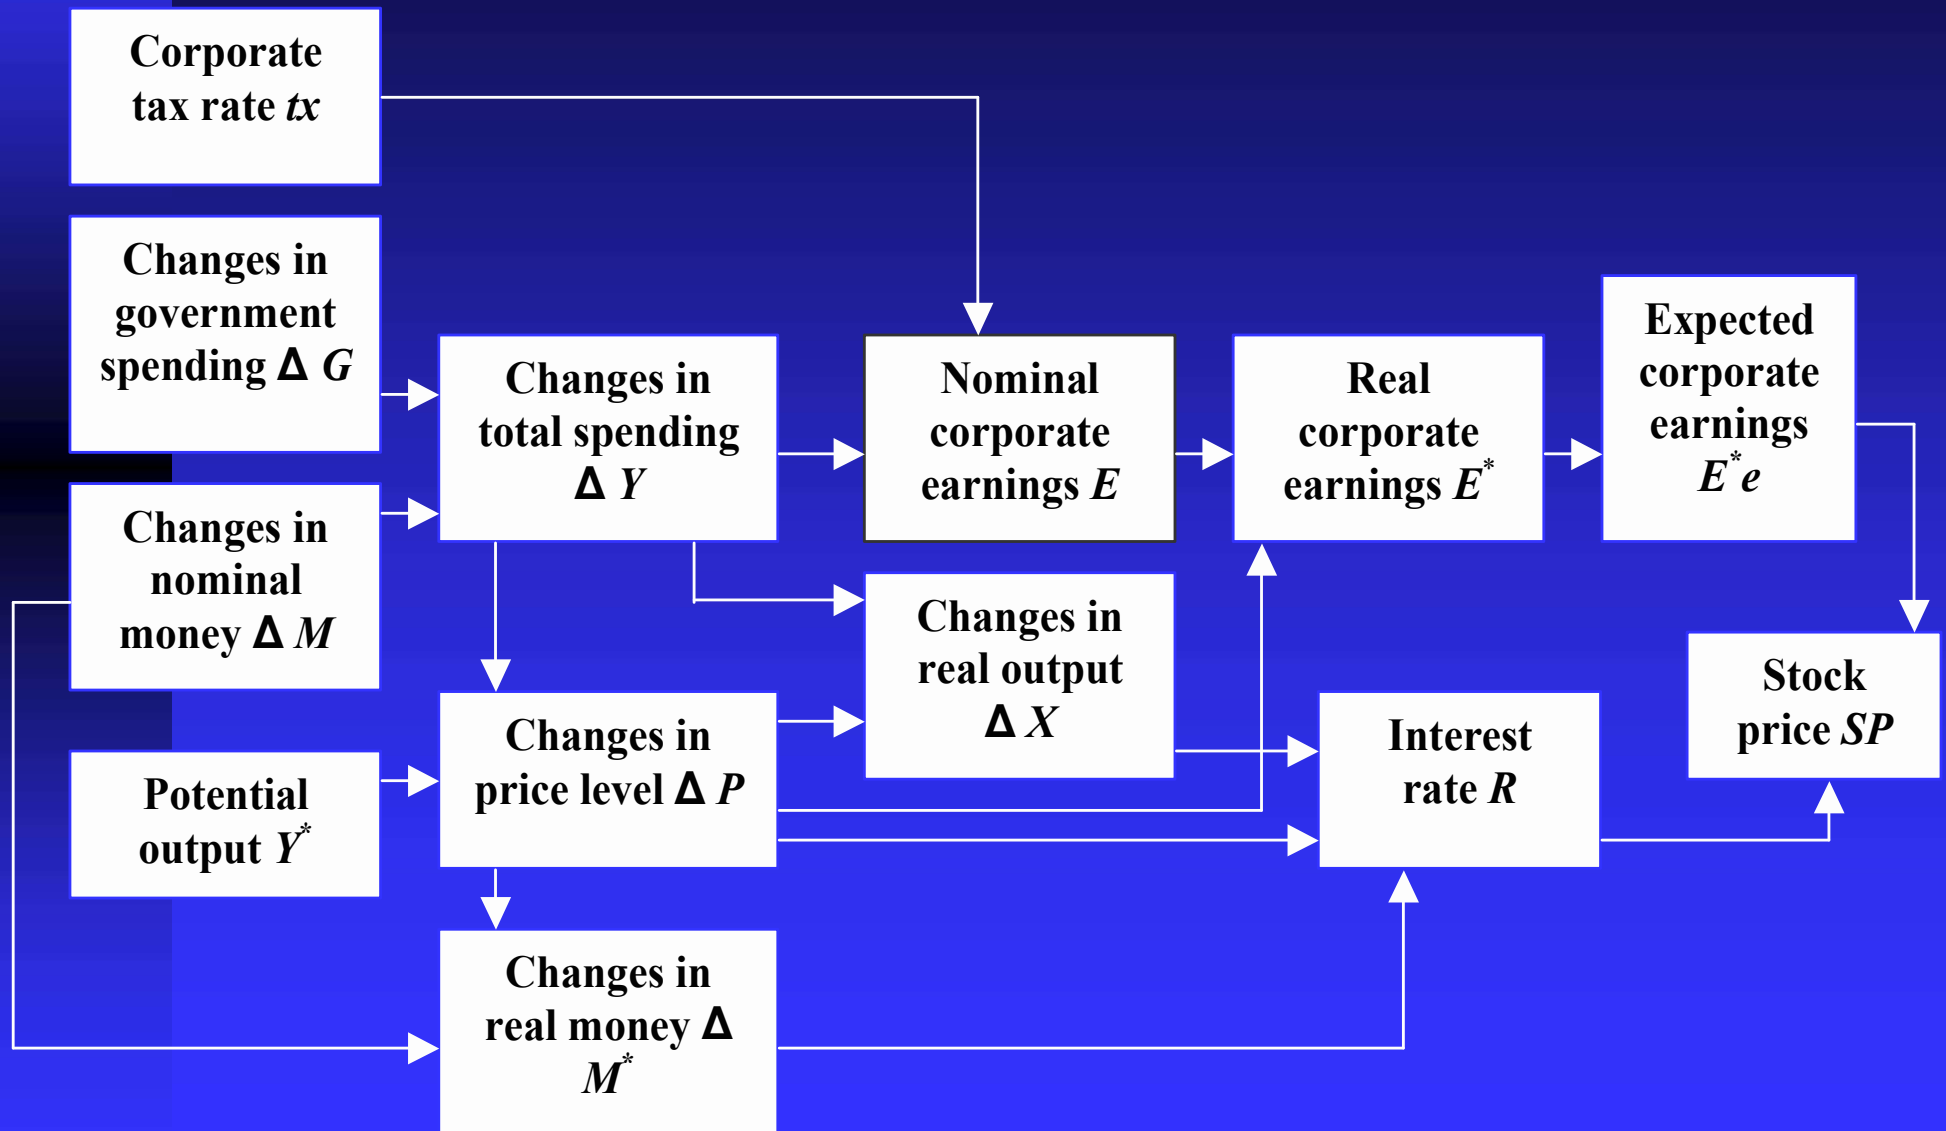 Corporate
tax rate tx
Changes in
government
spending Δ G
Changes in
nominal
money Δ M
Potential
output Y*
Changes in
total spending
Δ Y
Changes in
price level Δ P
Changes in
real money Δ
M*
Nominal
corporate
earnings E
Changes in
real output
Δ X
Real
corporate
earnings E*
Interest
rate R
Expected
corporate
earnings
E*e
Stock
price SP